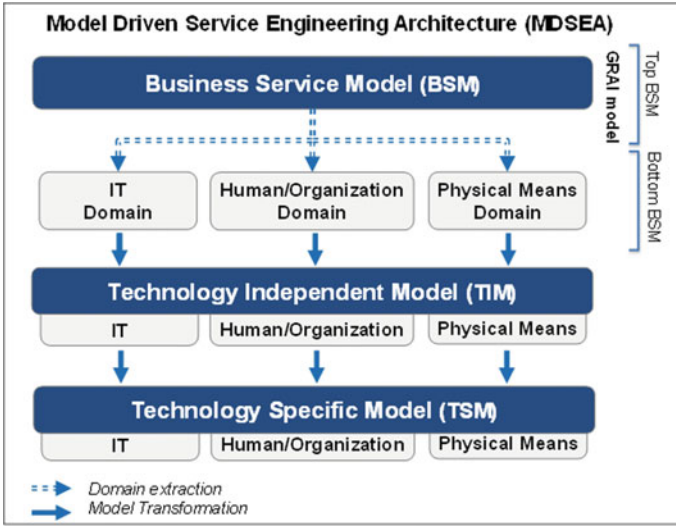 Model Driven Service Engineering Architecture (MDSEA)
Business Service Model (BSM)
Top BSM
GRAI model
Bottom BSM
IT
Domain
Human/Organization
Domain
Physical Means
Domain
Technology Independent Model (TIM)
IT
Human/Organization
Physical Means
Technology Specific Model (TSM)
IT
Human/Organization
Physical Means
Domain extraction
Model Transformation